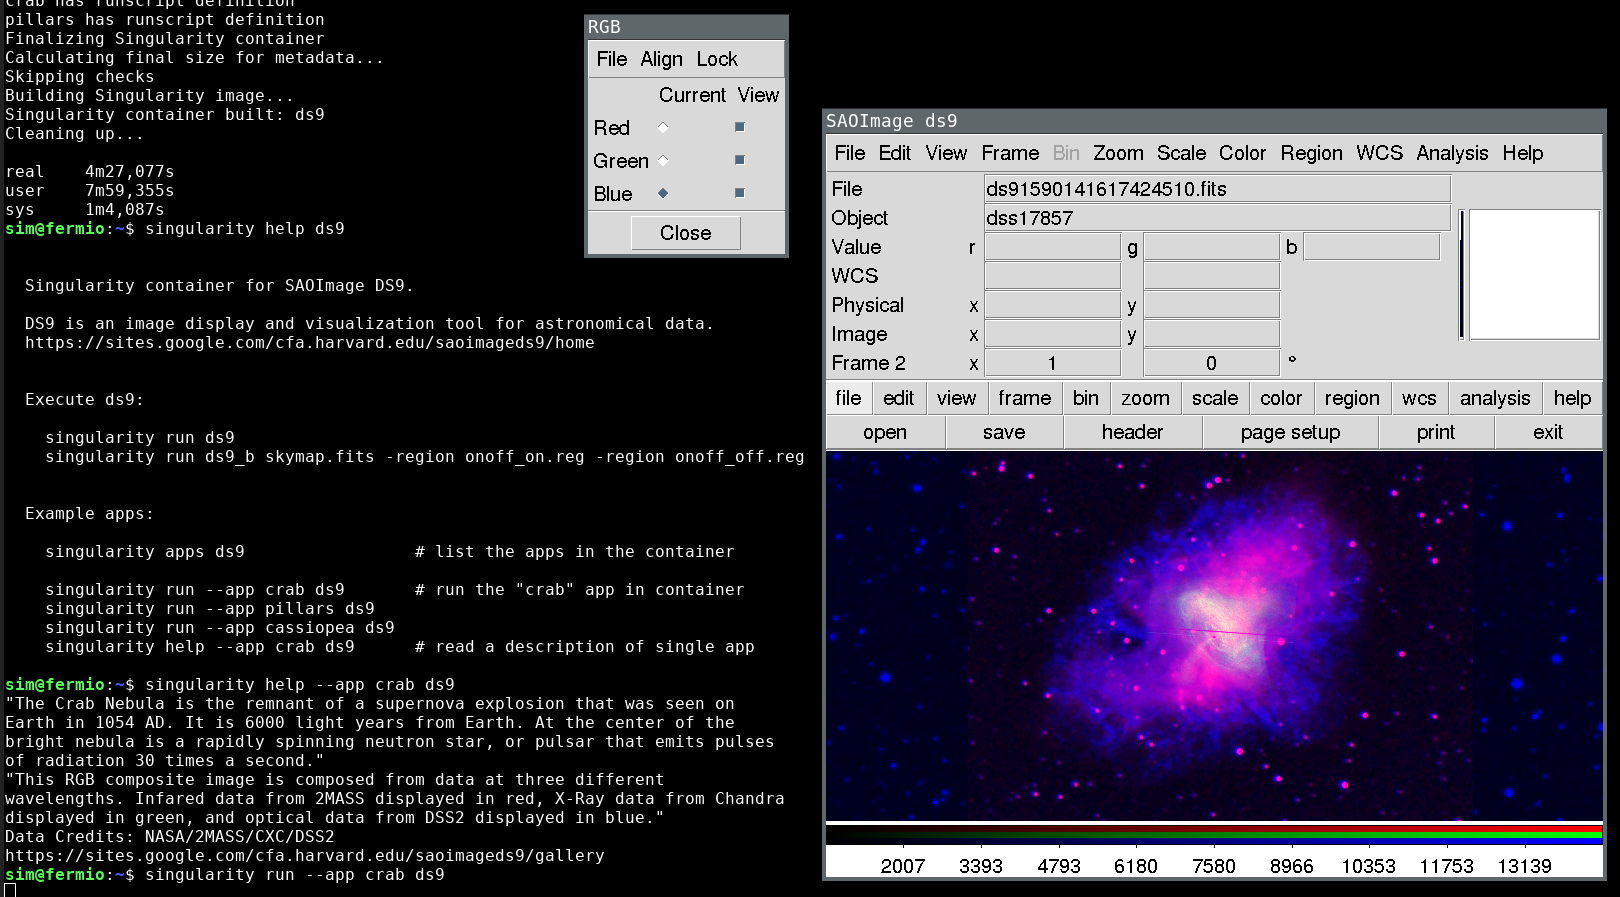 crab has runscript definition
pillars has runscript definition
Finalizing Singularity container
Calculating final size for metadata...
Skipping checks
Building Singularity image...
Singularity container built: ds9
Cleaning up...
real    4m27,077s
user    7m59,355s
sys     1m4,087s
sim@fermio:~$ singularity help ds9
Singularity container for SAOImage DS9.
DS9 is an image display and visualization tool for astronomical data.
https://sites.google.com/cfa.harvard.edu/saoimageds9/home
Execute ds9:
singularity run ds9
singularity run ds9_b skymap.fits -region onoff_on.reg -region onoff_off.reg
Example apps:
singularity apps ds9                 # list the apps in the container
singularity run --app crab ds9       # run the "crab" app in container
singularity run --app pillars ds9
singularity run --app cassiopea ds9
singularity help --app crab ds9      # read a description of single app
sim@fermio:~$ singularity help --app crab ds9
"The Crab Nebula is the remnant of a supernova explosion that was seen on
Earth in 1054 AD. It is 6000 light years from Earth. At the center of the
bright nebula is a rapidly spinning neutron star, or pulsar that emits pulses
of radiation 30 times a second."
"This RGB composite image is composed from data at three different
wavelengths. Infared data from 2MASS displayed in red, X-Ray data from Chandra
displayed in green, and optical data from DSS2 displayed in blue."
Data Credits: NASA/2MASS/CXC/DSS2
https://sites.google.com/cfa.harvard.edu/saoimageds9/gallery
sim@fermio:~$ singularity run --app crab ds9
RGB
File Align Lock
Current View
Red
Green
Blue
Close
SAOImage ds9
File Edit View Frame Bin Zoom Scale Color Region WCS Analysis Help
File ds91590141617424510.fits
Object dss17857
Value r g b
WCS
Physical x y
Image x y
Frame 2 x 1 0 °
file edit view frame bin zoom scale color region wcs analysis help
open save header page setup print exit
2007 3393 4793 6180 7580 8966 10353 11753 13139